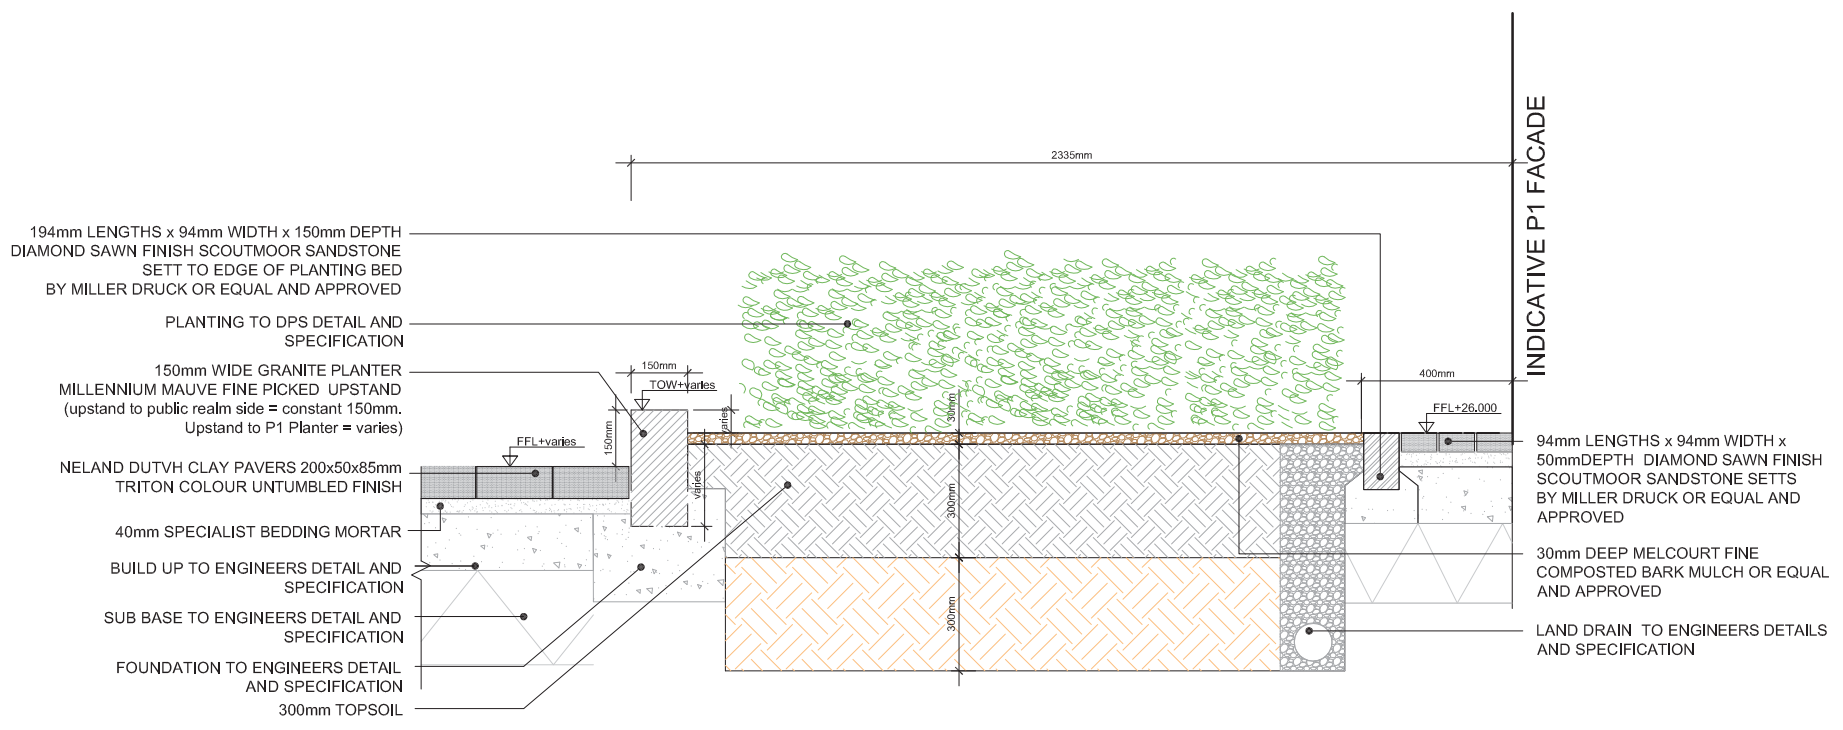 2335mm
INDICATIVE P1 FACADE
194mm LENGTHS x 94mm WIDTH x 150mm DEPTH
DIAMOND SAWN FINISH SCOUTMOOR SANDSTONE
SETT TO EDGE OF PLANTING BED
BY MILLER DRUCK OR EQUAL AND APPROVED
PLANTING TO DPS DETAIL AND
SPECIFICATION
150mm WIDE GRANITE PLANTER
MILLENNIUM MAUVE FINE PICKED UPSTAND
(upstand to public realm side = constant 150mm.
Upstand to P1 Planter = varies)
NELAND DUTVH CLAY PAVERS 200x50x85mm
TRITON COLOUR UNTUMBLED FINISH
40mm SPECIALIST BEDDING MORTAR
BUILD UP TO ENGINEERS DETAIL AND
SPECIFICATION
SUB BASE TO ENGINEERS DETAIL AND
SPECIFICATION
FOUNDATION TO ENGINEERS DETAIL
AND SPECIFICATION
300mm TOPSOIL
150mm
TOW+varies
150mm
varies
FFL+varies
varies
30mm
300mm
300mm
400mm
FFL+26.000
94mm LENGTHS x 94mm WIDTH x
50mmDEPTH DIAMOND SAWN FINISH
SCOUTMOOR SANDSTONE SETTS
BY MILLER DRUCK OR EQUAL AND
APPROVED
30mm DEEP MELCOURT FINE
COMPOSTED BARK MULCH OR EQUAL
AND APPROVED
LAND DRAIN TO ENGINEERS DETAILS
AND SPECIFICATION